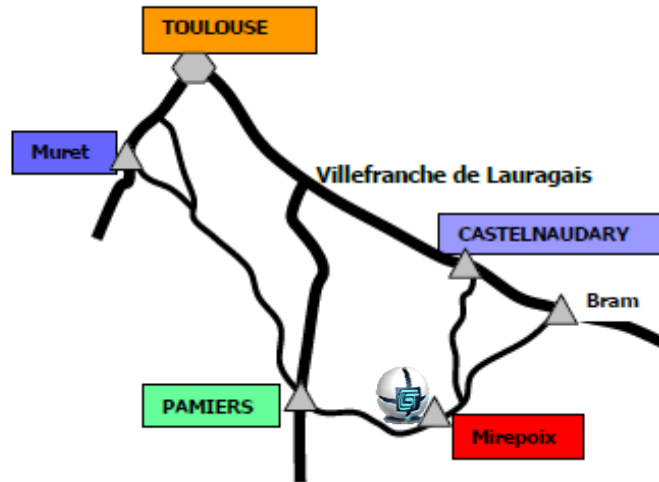 TOULOUSE
Muret
Villefranche de Lauragais
CASTELNAUDARY
Bram
PAMIERS
Mirepoix